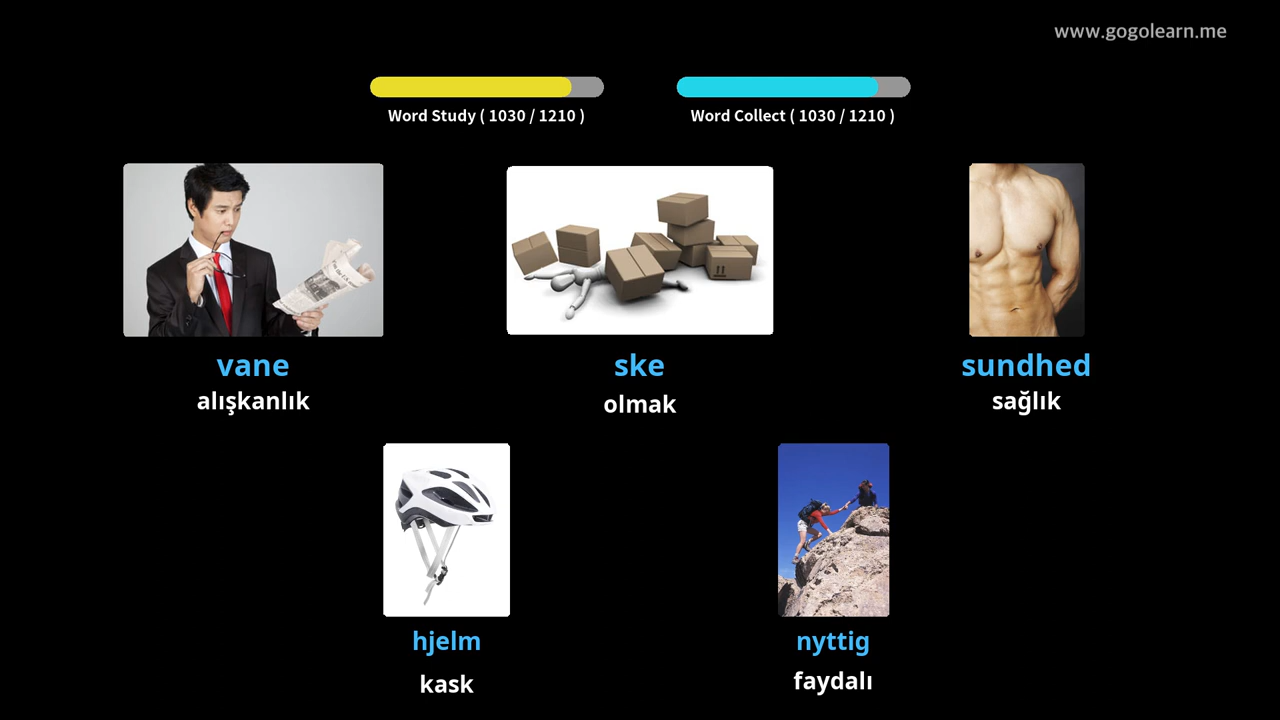 www.gogolearn.me
Word Study ( 1030 / 1210 )
Word Collect ( 1030 / 1210 )
vane
alışkanlık
ske
olmak
sundhed
sağlık
hjelm
kask
nyttig
faydalı